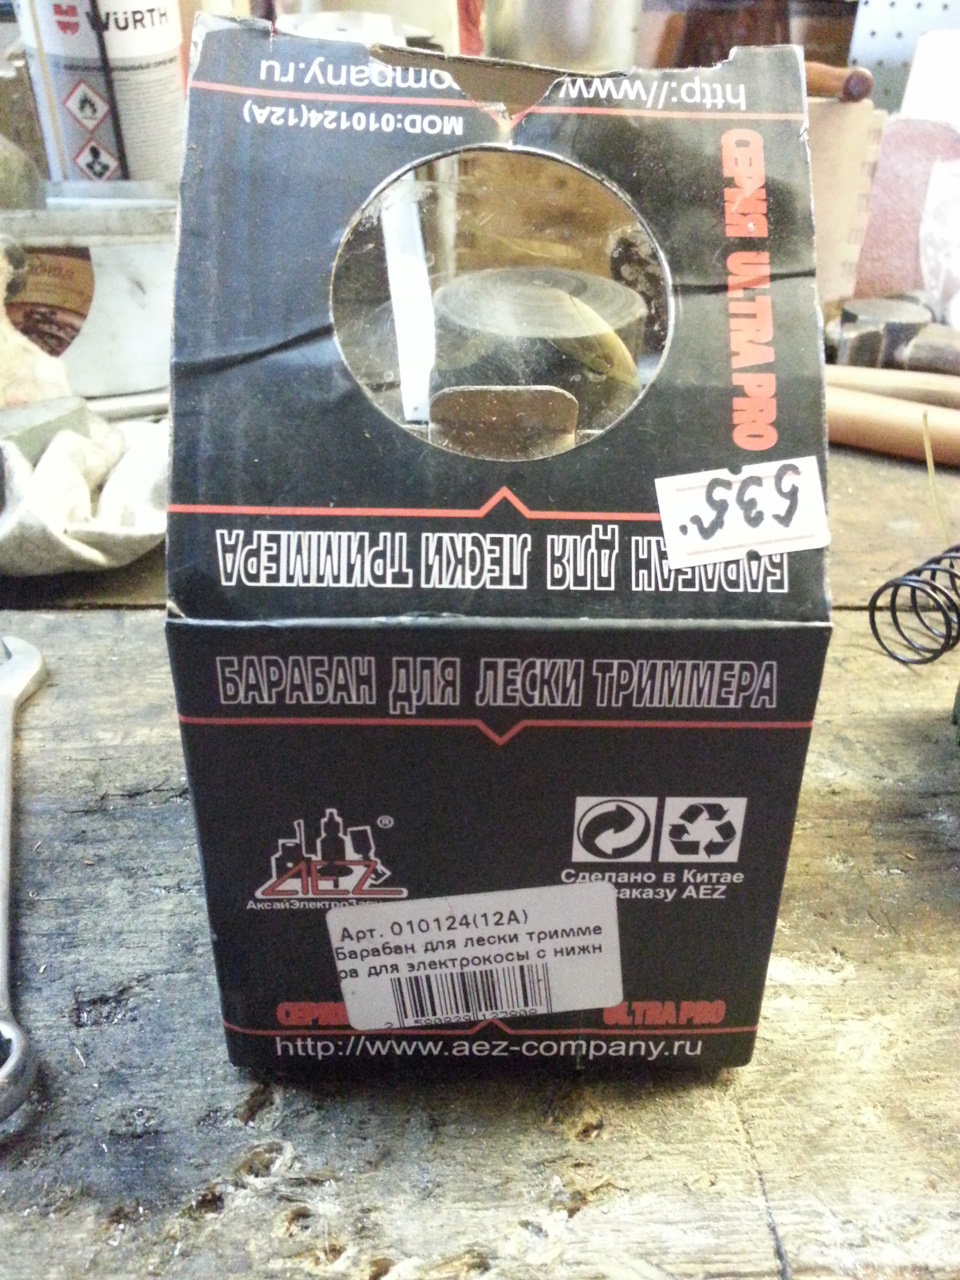 WÜRTH
http://www. ompany.ru
MOD:010124(12A)
СЕРИЯ ULTRA PRO
535
БАРАБАН ДЛЯ ЛЕСКИ ТРИММЕРА
БАРАБАН ДЛЯ ЛЕСКИ ТРИММЕРА
®
AEZ
Сделано в Китае
заказу AEZ
Арт. 010124(12А)
Барабан для лески тримме
ра для электрокосы с нижн
ULTRA PRO
http://www.aez-company.ru